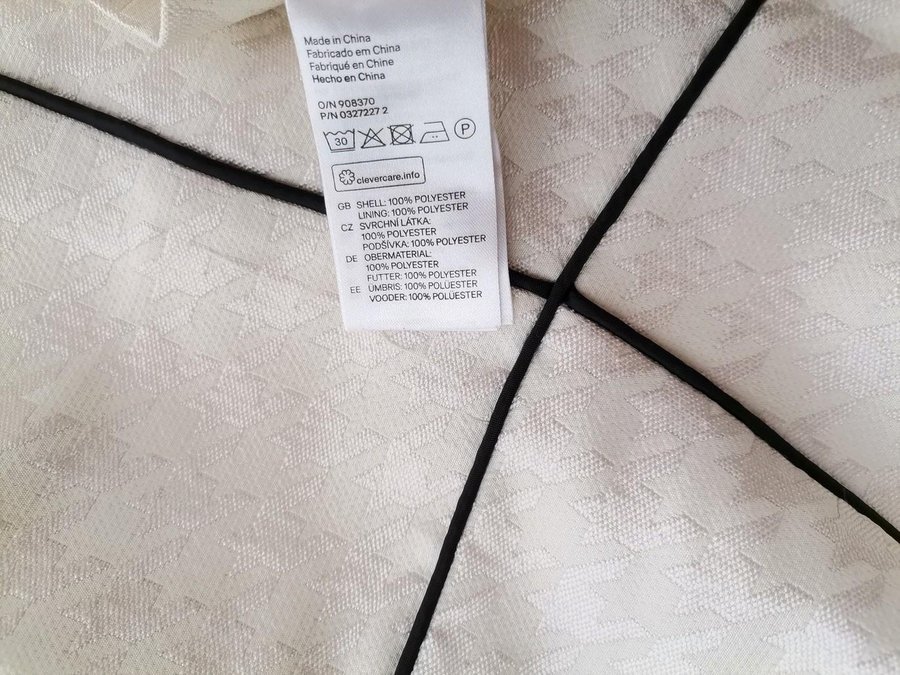 Made in China
Fabricado em China
Fabriqué en Chine
Hecho en China
O/N 908370
P/N 0327227 2
30 P
clevercare.info
GB SHELL: 100% POLYESTER
LINING: 100% POLYESTER
CZ SVRCHNÍ LÁTKA:
100% POLYESTER
PODŠÍVKA: 100% POLYESTER
DE OBERMATERIAL:
100% POLYESTER
FUTTER: 100% POLYESTER
EE ÜMBRIS: 100% POLÜESTER
VOODER: 100% POLÜESTER